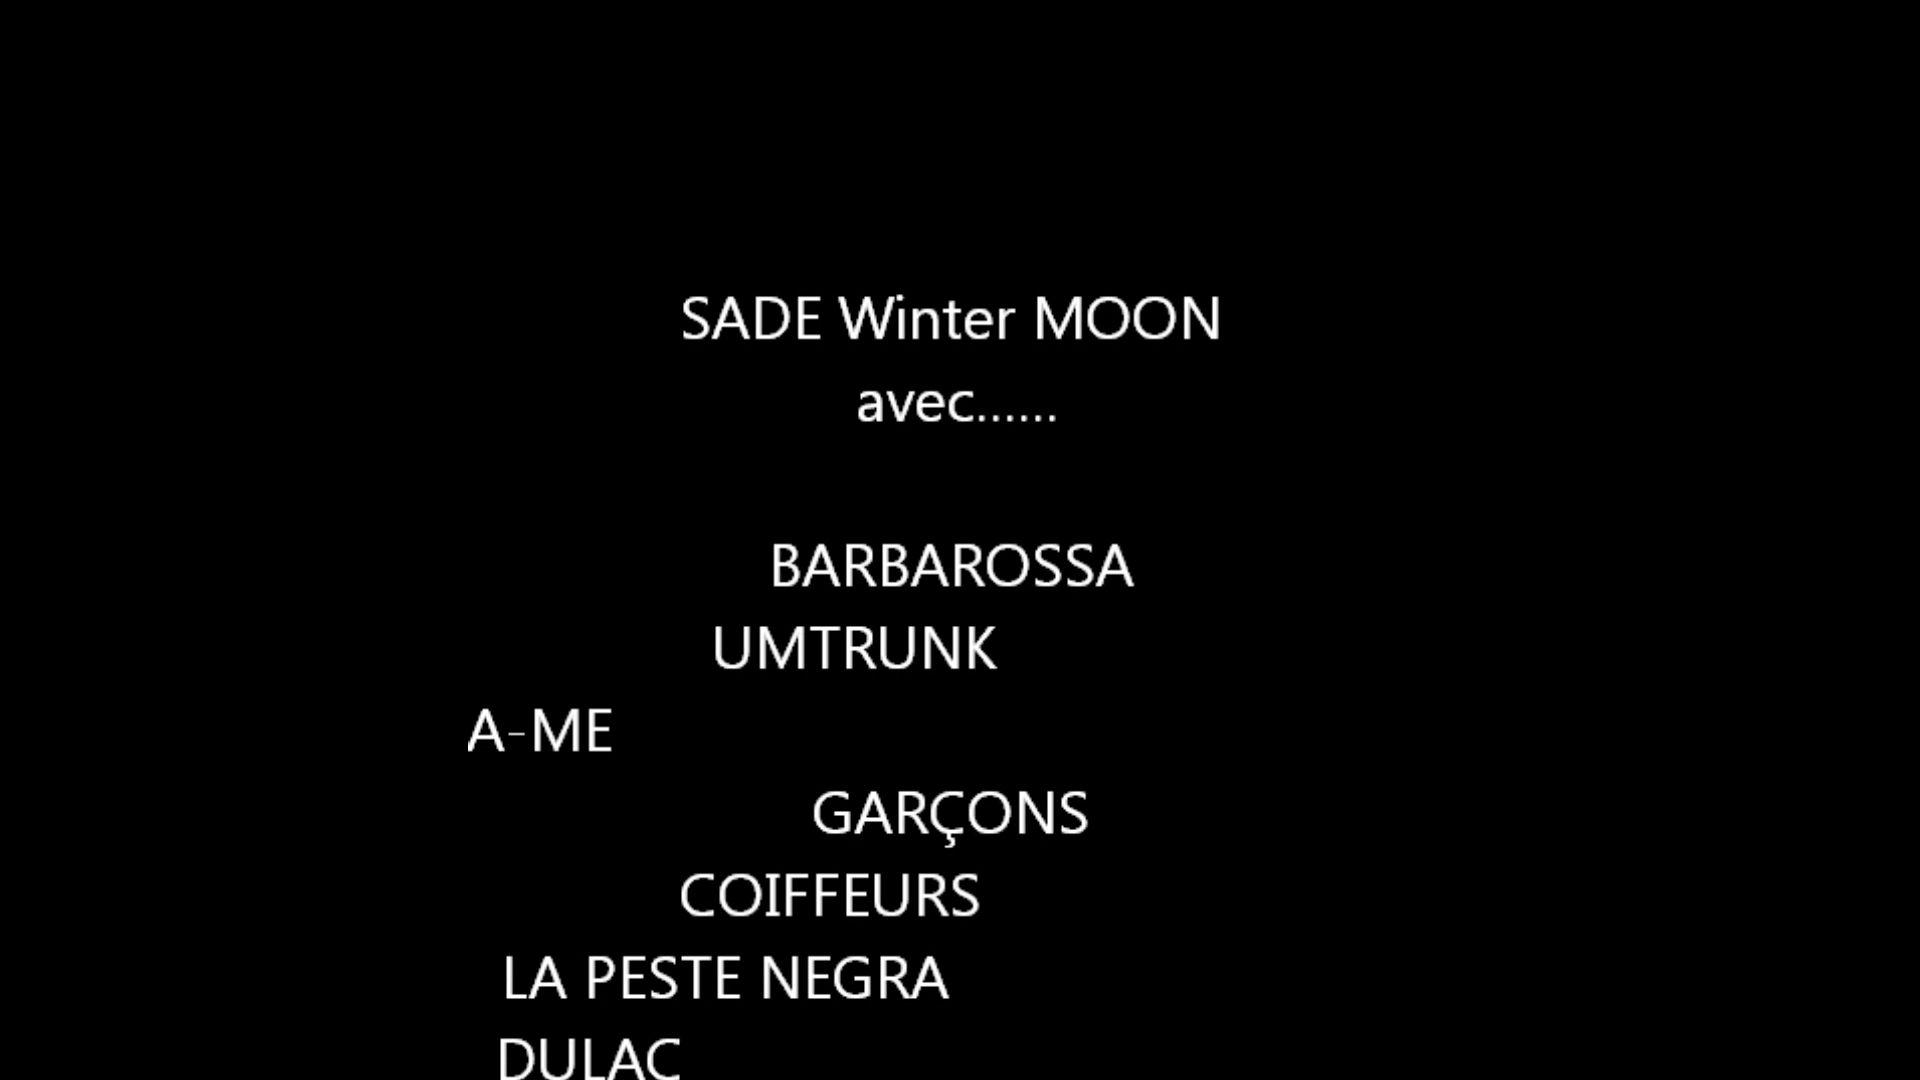 SADE Winter MOON
avec......
BARBAROSSA
UMTRUNK
A-ME
GARÇONS
COIFFEURS
LA PESTE NEGRA
DULAC